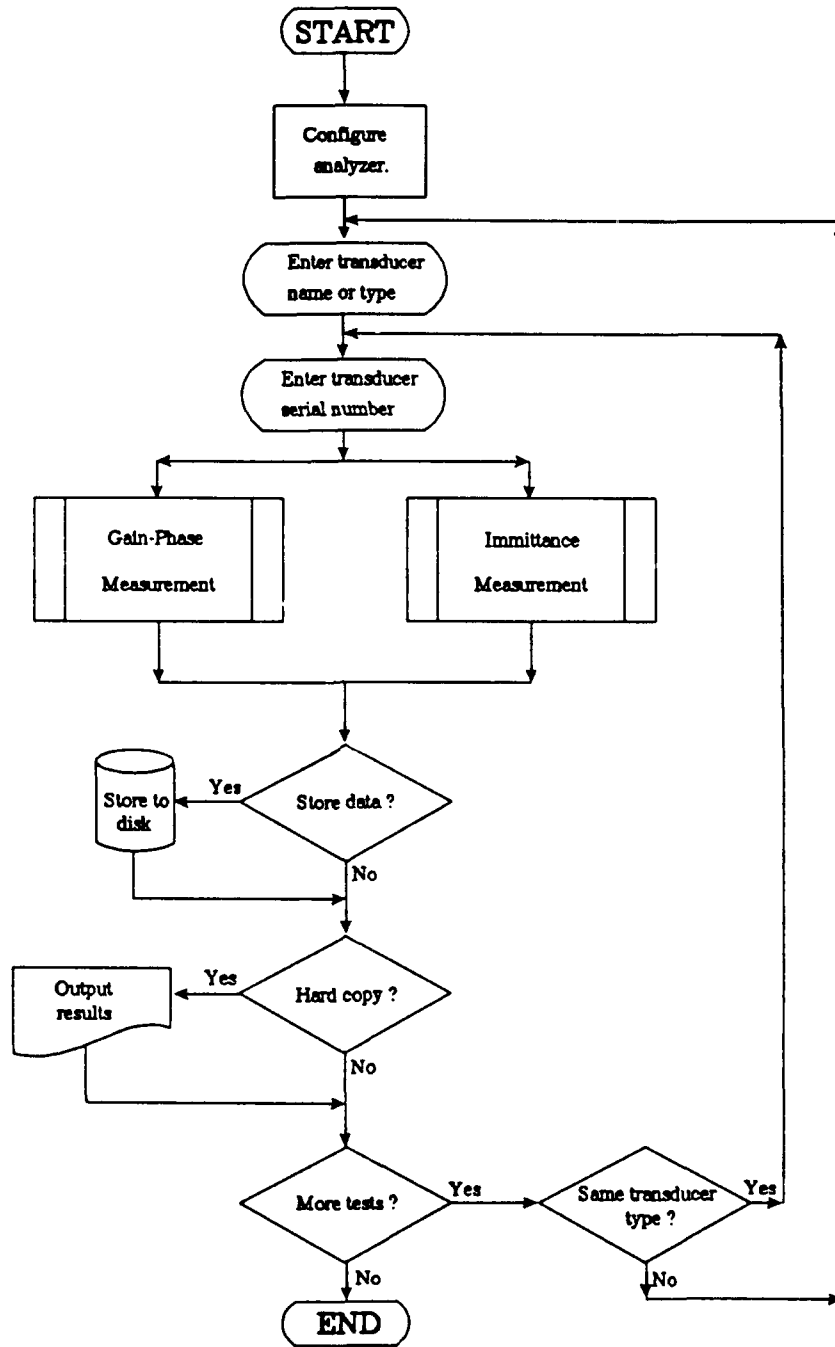 START
Configure
analyzer.
Enter transducer
name or type
Enter transducer
serial number
Gain-Phase
Measurement
Immittance
Measurement
Yes
Store to
disk
Store data ?
No
Yes
Output
results
Hard copy ?
No
More tests ?
Yes
Same transducer
type ?
Yes
No
No
END